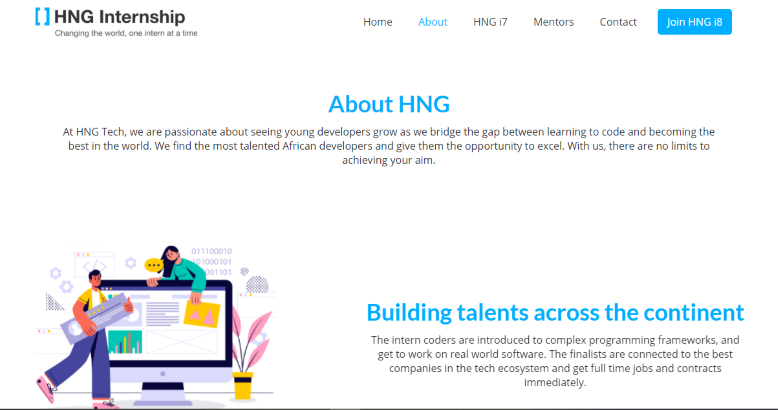 [ ] HNG Internship
Changing the world, one intern at a time
Home About HNG i7 Mentors Contact Join HNG i8
About HNG
At HNG Tech, we are passionate about seeing young developers grow as we bridge the gap between learning to code and becoming the
best in the world. We find the most talented African developers and give them the opportunity to excel. With us, there are no limits to
achieving your aim.
011100010
101000101
001001101
Building talents across the continent
The intern coders are introduced to complex programming frameworks, and
get to work on real world software. The finalists are connected to the best
companies in the tech ecosystem and get full time jobs and contracts
immediately.